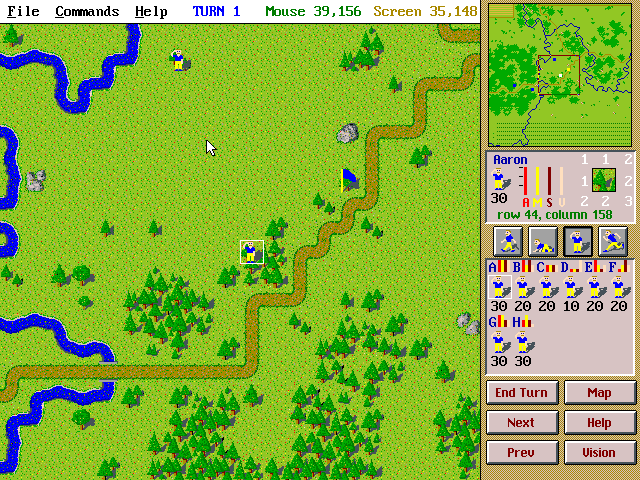 File Commands Help TURN 1 Mouse 39,156 Screen 35,148
Aaron 1 1 2
1 2
30 A M S U 2 2 3
row 44, column 158
A B C D E F
30 20 20 10 20 20
G H
30 30
End Turn Map
Next Help
Prev Vision